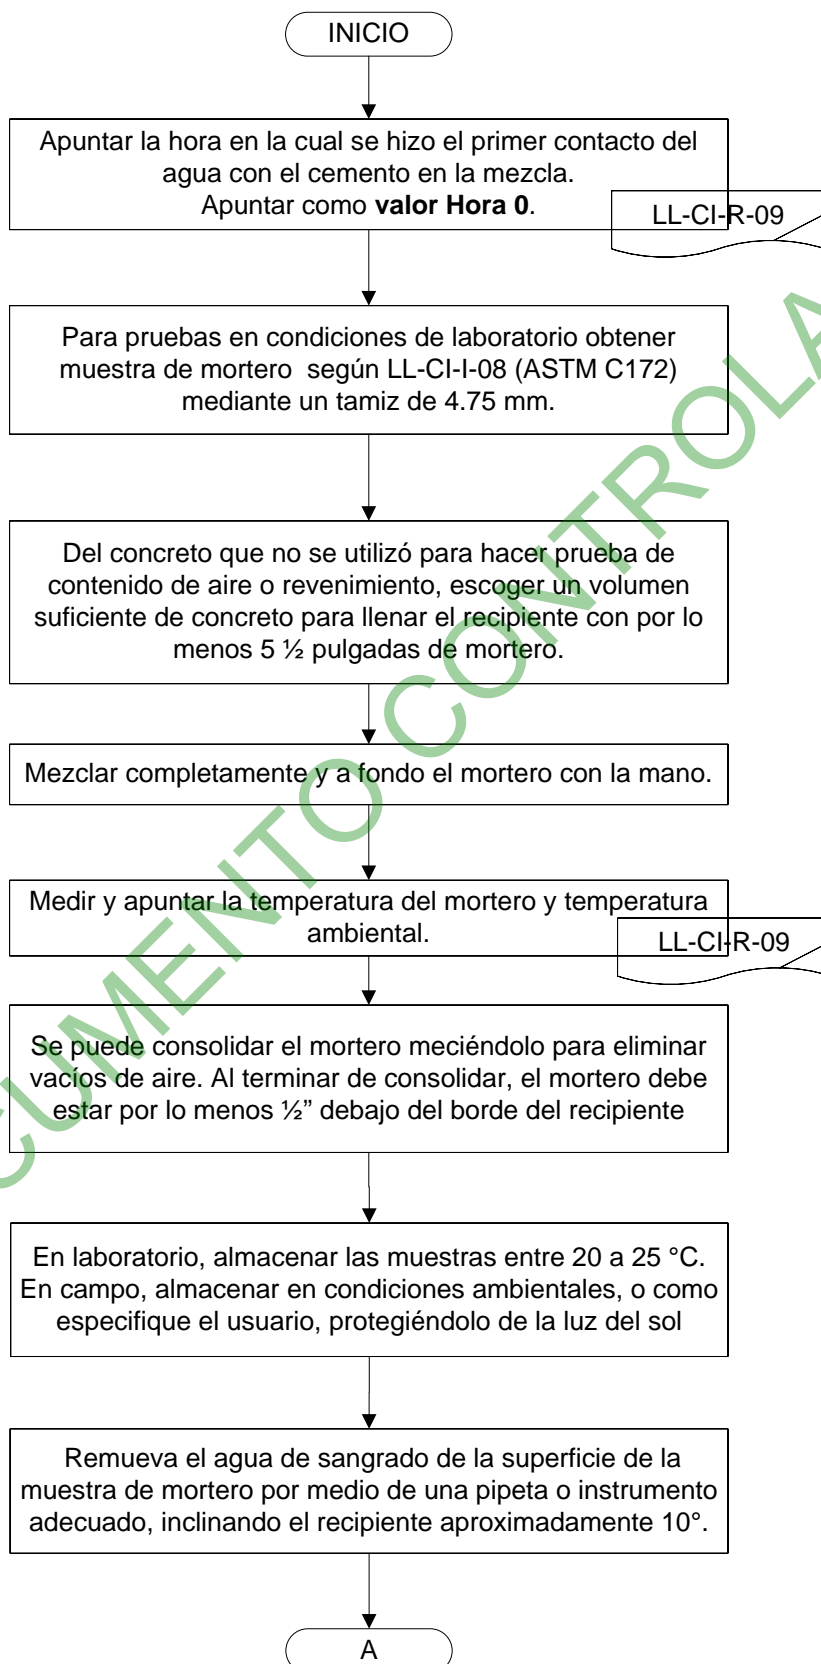 INICIO
Apuntar la hora en la cual se hizo el primer contacto del
agua con el cemento en la mezcla.
Apuntar como valor Hora 0.
LL-CI-R-09
Para pruebas en condiciones de laboratorio obtener
muestra de mortero  según LL-CI-I-08 (ASTM C172)
mediante un tamiz de 4.75 mm.
Del concreto que no se utilizó para hacer prueba de
contenido de aire o revenimiento, escoger un volumen
suficiente de concreto para llenar el recipiente con por lo
menos 5 ½ pulgadas de mortero.
Mezclar completamente y a fondo el mortero con la mano.
Medir y apuntar la temperatura del mortero y temperatura
ambiental.
LL-CI-R-09
Se puede consolidar el mortero meciéndolo para eliminar
vacíos de aire. Al terminar de consolidar, el mortero debe
estar por lo menos ½” debajo del borde del recipiente
En laboratorio, almacenar las muestras entre 20 a 25 °C.
En campo, almacenar en condiciones ambientales, o como
especifique el usuario, protegiéndolo de la luz del sol
Remueva el agua de sangrado de la superficie de la
muestra de mortero por medio de una pipeta o instrumento
adecuado, inclinando el recipiente aproximadamente 10°.
A
CUMENTO CONTROLA